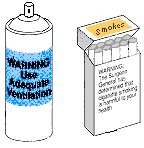 WARNING:
Use
Adequate
Ventilation
Smokes
WARNING:
The Surgeon
General has
determined that
cigarette smoking
is harmful to your
health